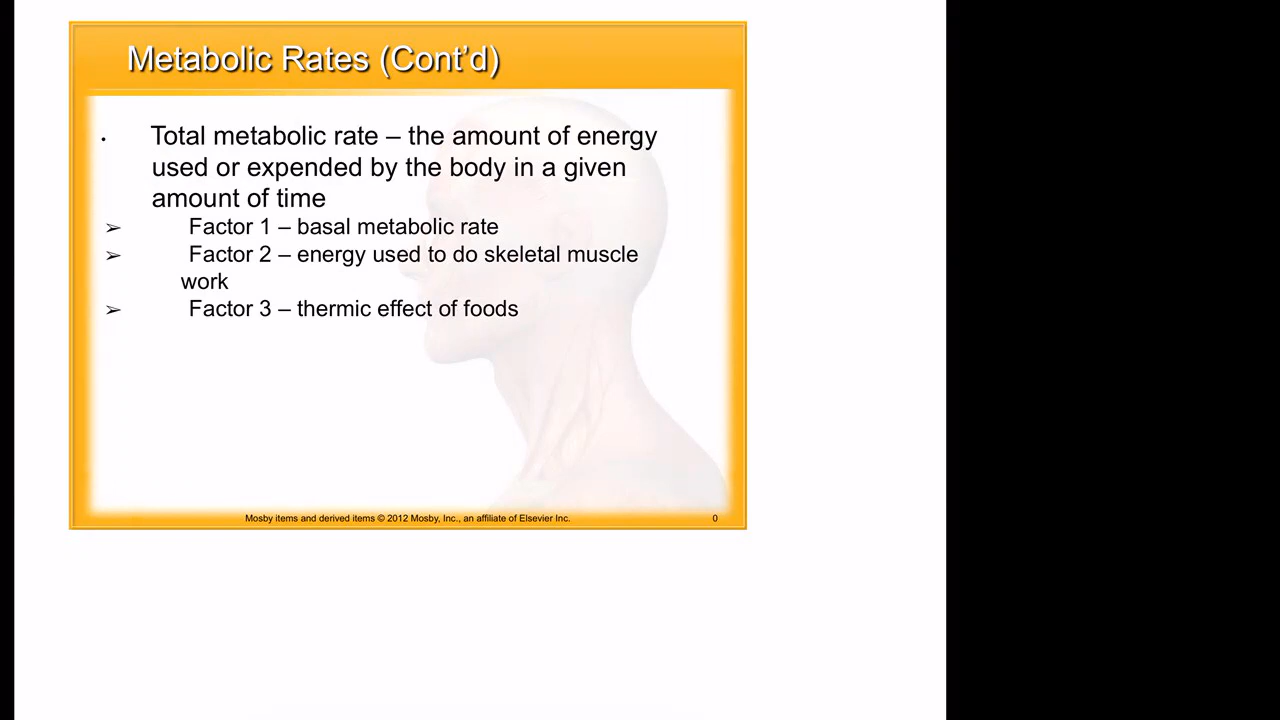 Metabolic Rates (Cont’d)
• Total metabolic rate – the amount of energy
used or expended by the body in a given
amount of time
➢ Factor 1 – basal metabolic rate
➢ Factor 2 – energy used to do skeletal muscle
work
➢ Factor 3 – thermic effect of foods
Mosby items and derived items © 2012 Mosby, Inc., an affiliate of Elsevier Inc. 0